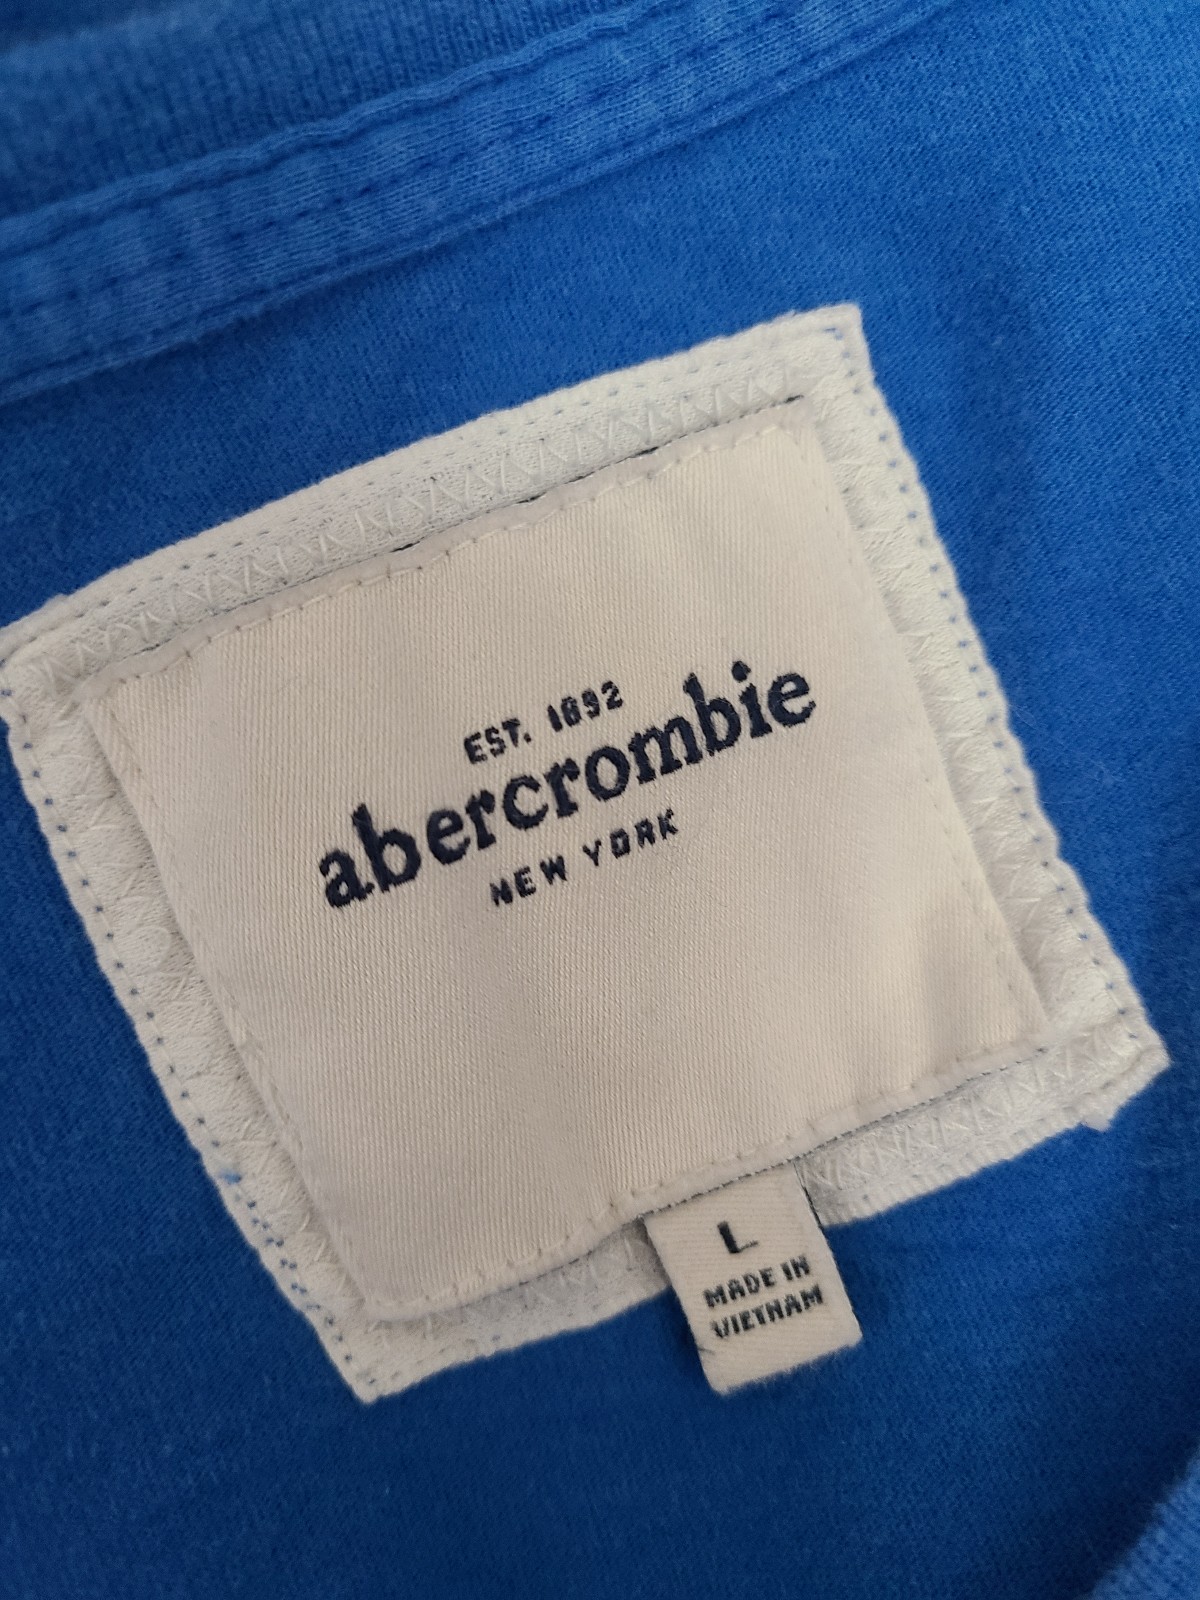 EST. 1892
abercrombie
NEW YORK
L
MADE IN
VIETNAM